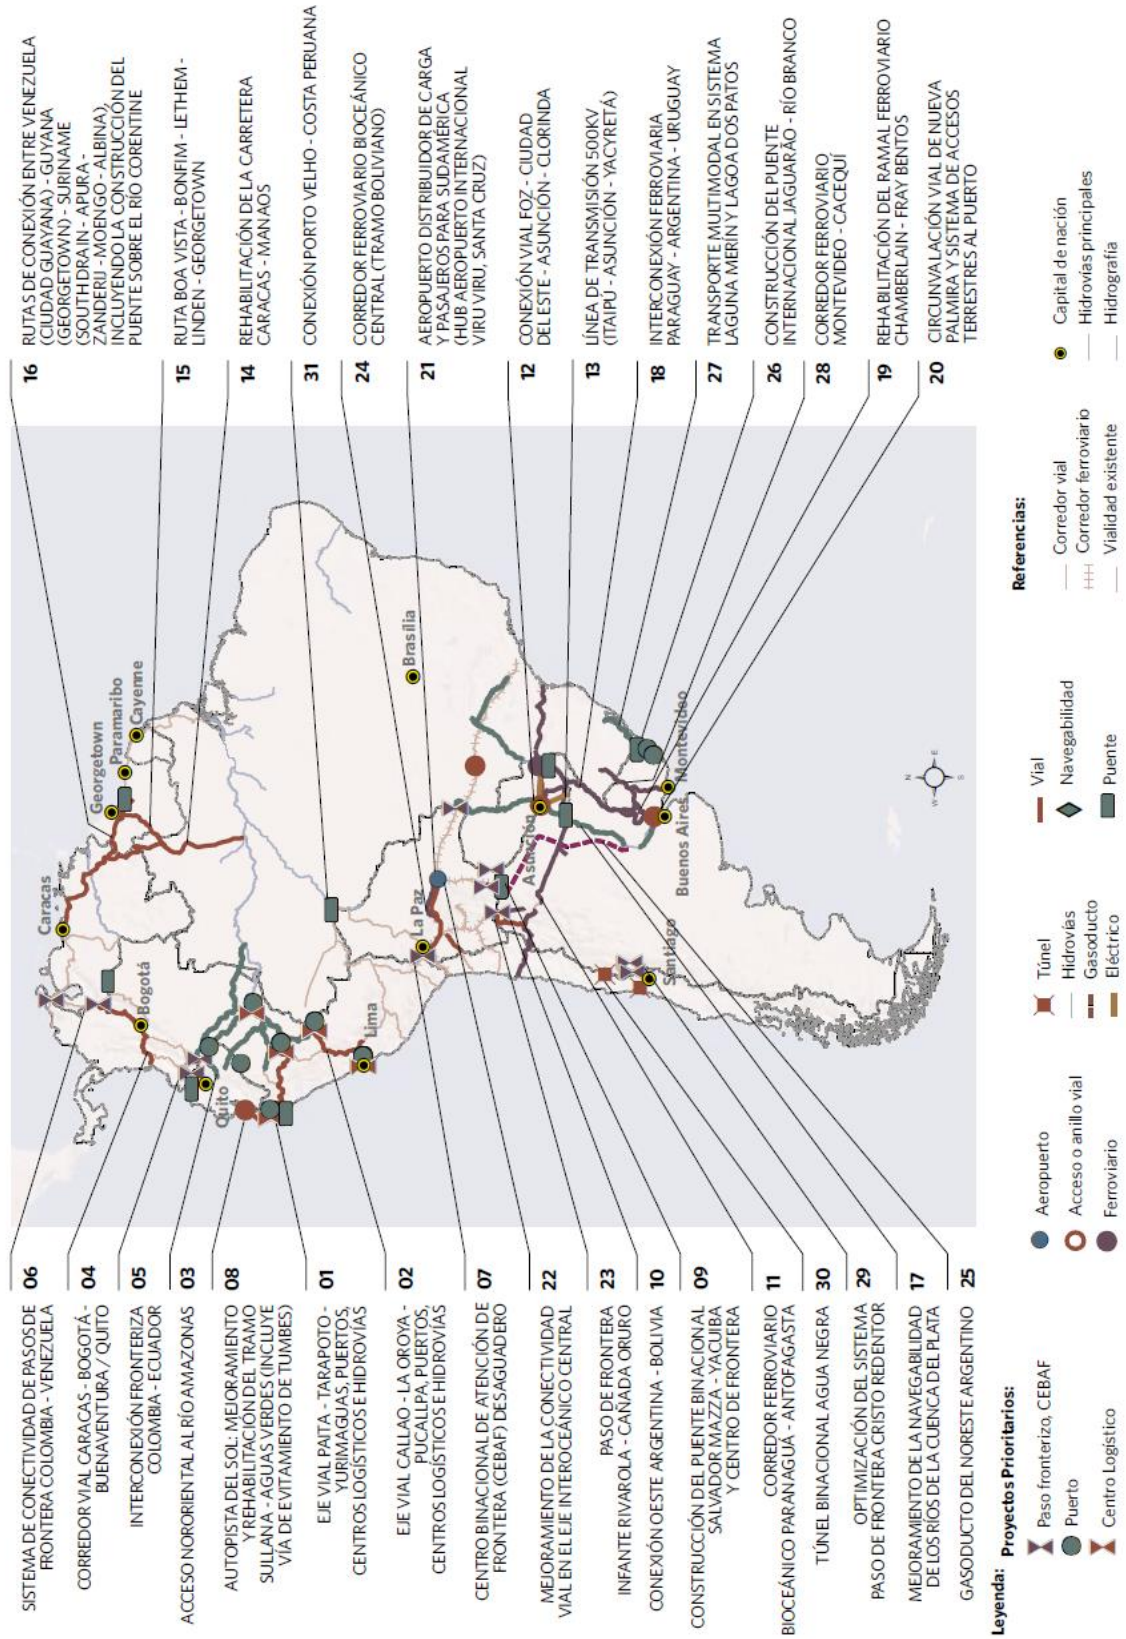 06
SISTEMA DE CONECTIVIDAD DE PASOS DE
FRONTERA COLOMBIA - VENEZUELA
04
CORREDOR VIAL CARACAS - BOGOTÁ -
BUENAVENTURA / QUITO
05
INTERCONEXIÓN FRONTERIZA
COLOMBIA - ECUADOR
03
ACCESO NORORIENTAL AL RÍO AMAZONAS
08
AUTOPISTA DEL SOL: MEJORAMIENTO
Y REHABILITACIÓN DEL TRAMO
SULLANA - AGUAS VERDES (INCLUYE
VÍA DE EVITAMIENTO DE TUMBES)
01
EJE VIAL PAITA - TARAPOTO -
YURIMAGUAS, PUERTOS,
CENTROS LOGÍSTICOS E HIDROVÍAS
02
EJE VIAL CALLAO - LA OROYA -
PUCALLPA, PUERTOS,
CENTROS LOGÍSTICOS E HIDROVÍAS
07
CENTRO BINACIONAL DE ATENCIÓN DE
FRONTERA (CEBAF) DESAGUADERO
22
MEJORAMIENTO DE LA CONECTIVIDAD
VIAL EN EL EJE INTEROCEÁNICO CENTRAL
23
PASO DE FRONTERA
INFANTE RIVAROLA - CAÑADA ORURO
10
CONEXIÓN OESTE ARGENTINA - BOLIVIA
09
CONSTRUCCIÓN DEL PUENTE BINACIONAL
SALVADOR MAZZA - YACUIBA
Y CENTRO DE FRONTERA
11
CORREDOR FERROVIARIO
BIOCEÁNICO PARANAGUÁ - ANTOFAGASTA
30
TÚNEL BINACIONAL AGUA NEGRA
29
OPTIMIZACIÓN DEL SISTEMA
PASO DE FRONTERA CRISTO REDENTOR
17
MEJORAMIENTO DE LA NAVEGABILIDAD
DE LOS RÍOS DE LA CUENCA DEL PLATA
25
GASODUCTO DEL NORESTE ARGENTINO
Caracas
Georgetown
Paramaribo
Cayenne
Bogotá
Quito
Lima
La Paz
Brasília
Asunción
Santiago
Buenos Aires
Montevideo
N
W
E
S
16
RUTAS DE CONEXIÓN ENTRE VENEZUELA
(CIUDAD GUAYANA) - GUYANA
(GEORGETOWN) - SURINAME
(SOUTHDRAIN - APURA -
ZANDERIJ - MOENGO - ALBINA),
INCLUYENDO LA CONSTRUCCIÓN DEL
PUENTE SOBRE EL RÍO CORENTINE
15
RUTA BOA VISTA - BONFIM - LETHEM -
LINDEN - GEORGETOWN
14
REHABILITACIÓN DE LA CARRETERA
CARACAS - MANAOS
31
CONEXIÓN PORTO VELHO - COSTA PERUANA
24
CORREDOR FERROVIARIO BIOCEÁNICO
CENTRAL (TRAMO BOLIVIANO)
21
AEROPUERTO DISTRIBUIDOR DE CARGA
Y PASAJEROS PARA SUDAMÉRICA
(HUB AEROPUERTO INTERNACIONAL
VIRU VIRU, SANTA CRUZ)
12
CONEXIÓN VIAL FOZ - CIUDAD
DEL ESTE - ASUNCIÓN - CLORINDA
13
LÍNEA DE TRANSMISIÓN 500KV
(ITAIPÚ - ASUNCIÓN - YACYRETÁ)
18
INTERCONEXIÓN FERROVIARIA
PARAGUAY - ARGENTINA - URUGUAY
27
TRANSPORTE MULTIMODAL EN SISTEMA
LAGUNA MERÍN Y LAGOA DOS PATOS
26
CONSTRUCCIÓN DEL PUENTE
INTERNACIONAL JAGUARÃO - RÍO BRANCO
28
CORREDOR FERROVIARIO
MONTEVIDEO - CACEQUÍ
19
REHABILITACIÓN DEL RAMAL FERROVIARIO
CHAMBERLAIN - FRAY BENTOS
20
CIRCUNVALACIÓN VIAL DE NUEVA
PALMIRA Y SISTEMA DE ACCESOS
TERRESTRES AL PUERTO
Leyenda:
Proyectos Prioritarios:
Paso fronterizo, CEBAF
Puerto
Centro Logístico
Aeropuerto
Acceso o anillo vial
Ferroviario
Túnel
Hidrovías
Gasoducto
Eléctrico
Vial
Navegabilidad
Puente
Referencias:
Corredor vial
Corredor ferroviario
Vialidad existente
Capital de nación
Hidrovías principales
Hidrografía